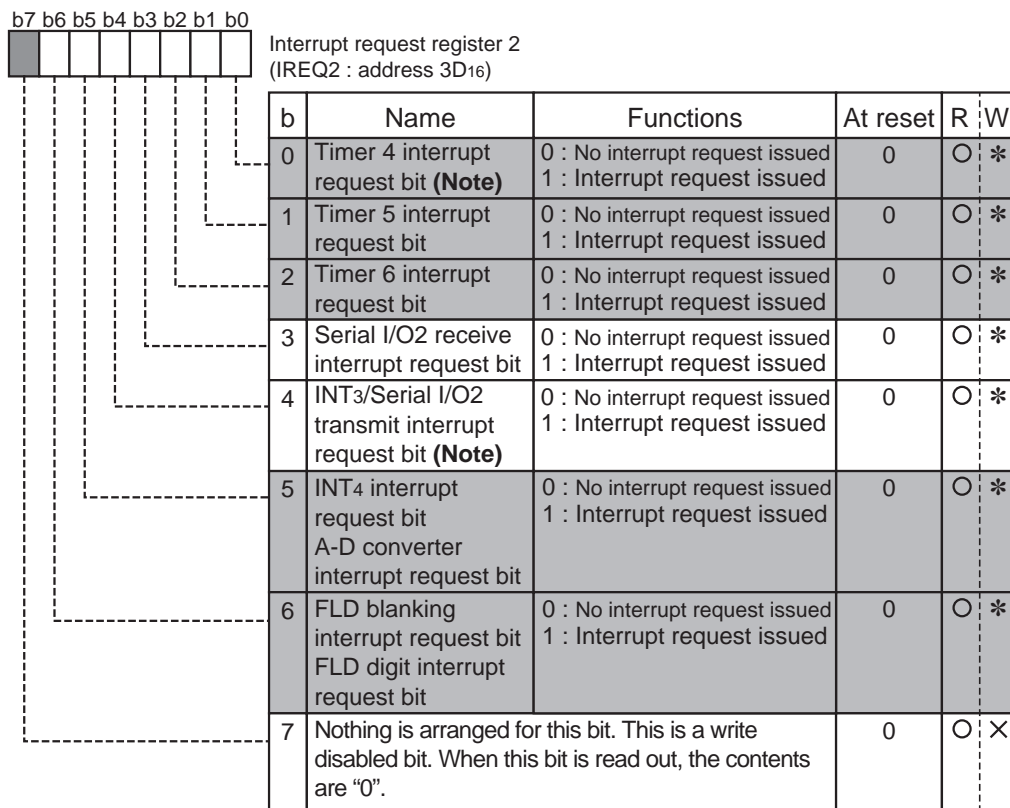 b7 b6 b5 b4 b3 b2 b1 b0
Interrupt request register 2
(IREQ2 : address 3D16)
b Name Functions At reset R W
0 Timer 4 interrupt request bit (Note) 0 : No interrupt request issued 1 : Interrupt request issued 0 ○ ✻
1 Timer 5 interrupt request bit 0 : No interrupt request issued 1 : Interrupt request issued 0 ○ ✻
2 Timer 6 interrupt request bit 0 : No interrupt request issued 1 : Interrupt request issued 0 ○ ✻
3 Serial I/O2 receive interrupt request bit 0 : No interrupt request issued 1 : Interrupt request issued 0 ○ ✻
4 INT3/Serial I/O2 transmit interrupt request bit (Note) 0 : No interrupt request issued 1 : Interrupt request issued 0 ○ ✻
5 INT4 interrupt request bit A-D converter interrupt request bit 0 : No interrupt request issued 1 : Interrupt request issued 0 ○ ✻
6 FLD blanking interrupt request bit FLD digit interrupt request bit 0 : No interrupt request issued 1 : Interrupt request issued 0 ○ ✻
7 Nothing is arranged for this bit. This is a write disabled bit. When this bit is read out, the contents are “0”. 0 ○ ×